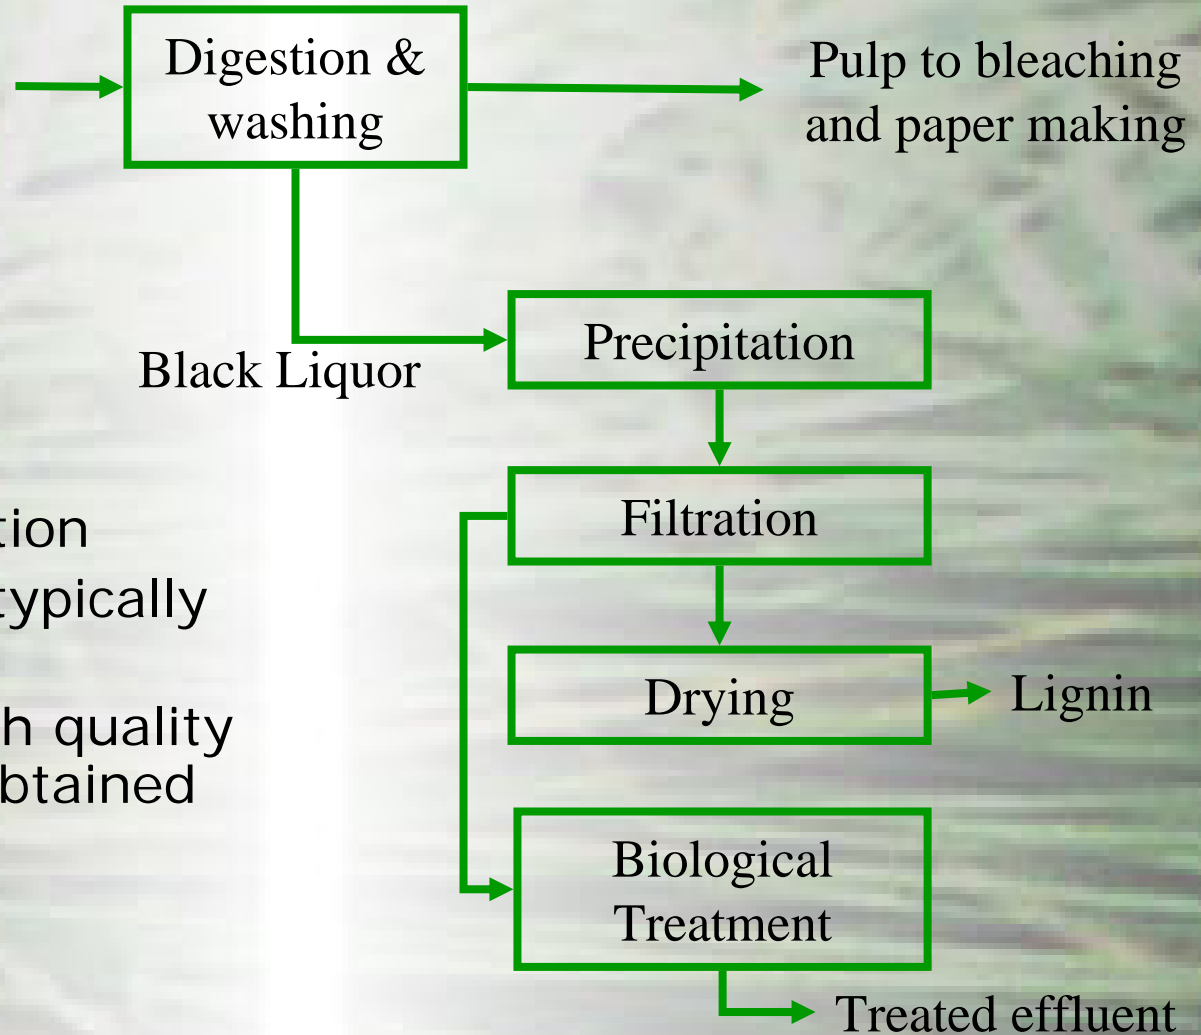 Digestion &
washing
Pulp to bleaching
and paper making
Black Liquor
Precipitation
Filtration
Drying
Lignin
Biological
Treatment
Treated effluent
tion
typically
h quality
btained